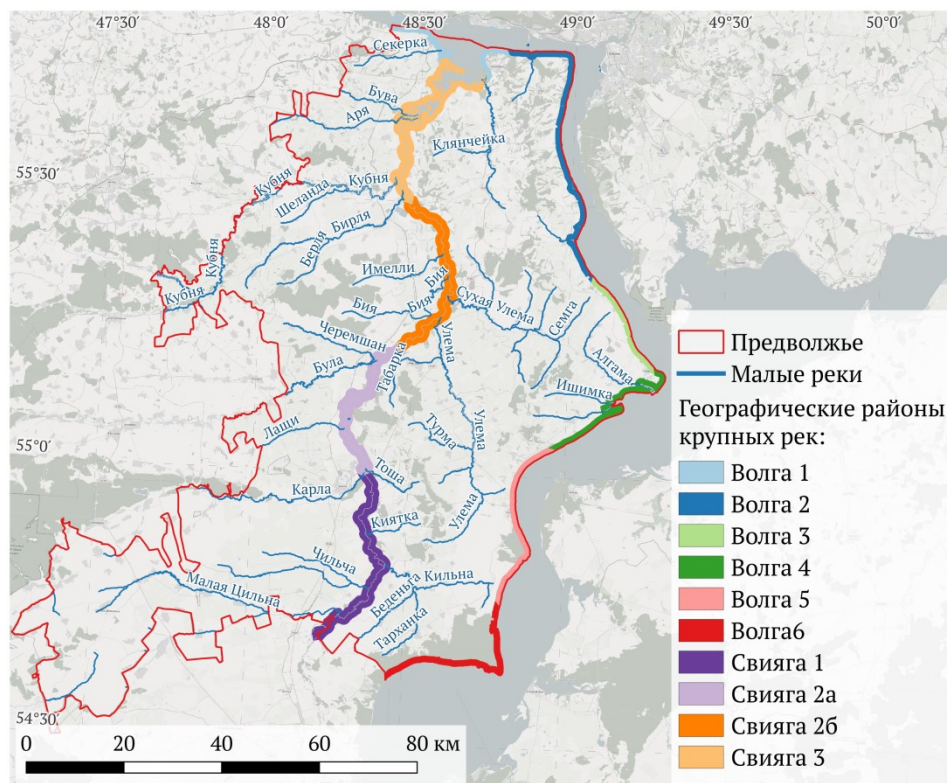 47°30' 48°0' 48°30' 49°0' 49°30' 50°0'
Секерка
Бува
Аря
Клянчейка
55°30'
Кубня
Кубня
Шеланда
Бирля
Берля
Кубня
Имелли
Бия
Кубня
Бия
Бия
Сухая Улема
Семга
Черемшан
Улема
Табарка
Була
Алгама
Ишимка
Лащи
Турма
Улема
55°0'
Тоша
Карла
Улема
Киятка
Чильча
Кильна
Беденьга
Малая Цильна
Тарханка
54°30'
0 20 40 60 80 км
Предволжье
Малые реки
Географические районы
крупных рек:
Волга 1
Волга 2
Волга 3
Волга 4
Волга 5
Волга6
Свияга 1
Свияга 2а
Свияга 2б
Свияга 3